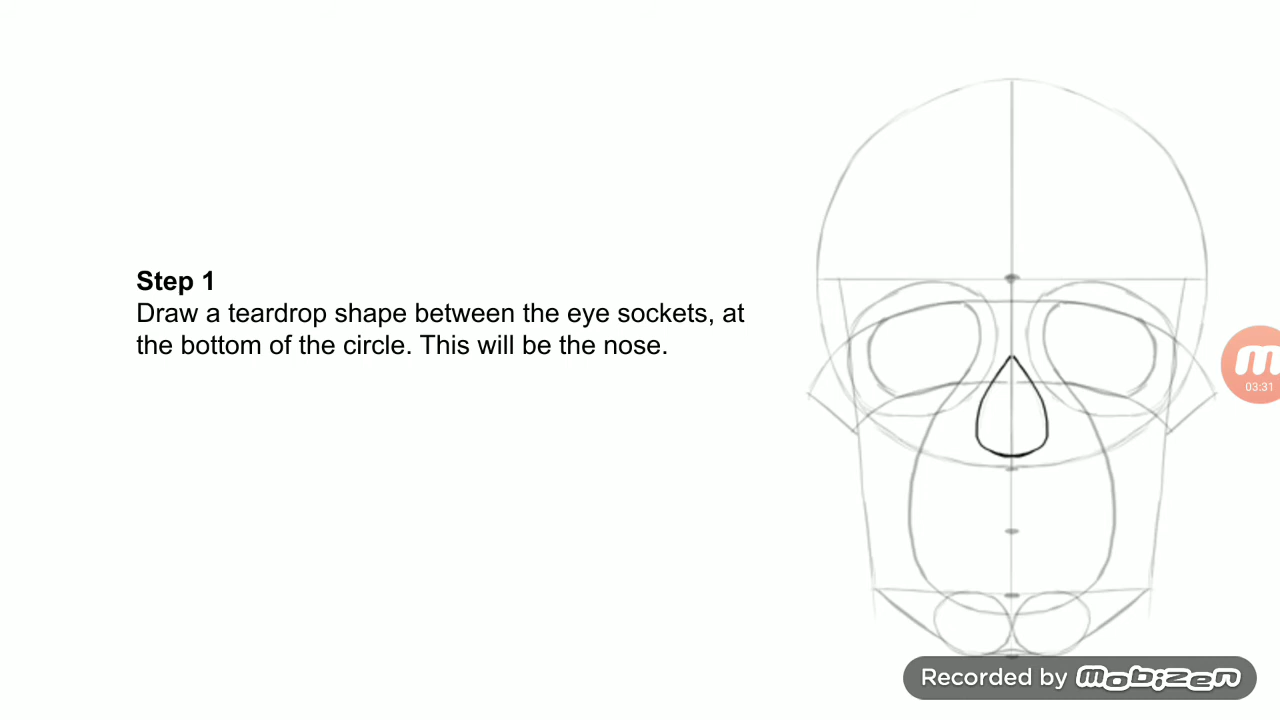 Step 1
Draw a teardrop shape between the eye sockets, at
the bottom of the circle. This will be the nose.
03:31
Recorded by mobizen